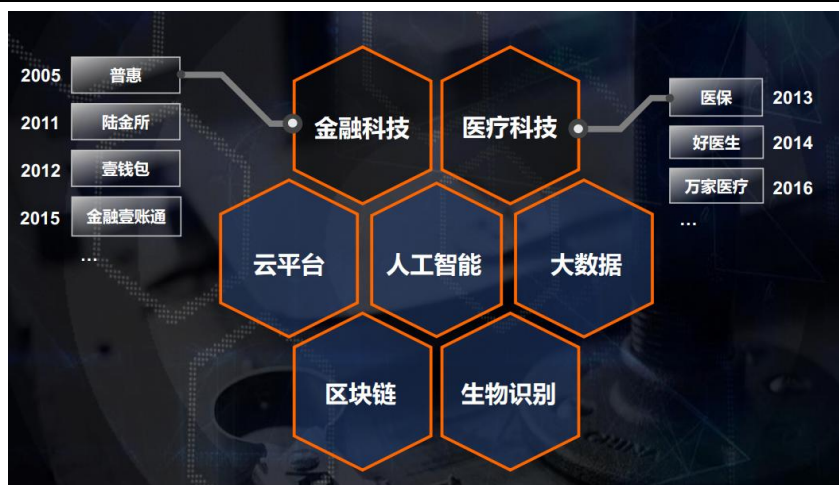 2005 普惠
2011 陆金所
2012 壹钱包
2015 金融壹账通
...
金融科技
医疗科技
医保 2013
好医生 2014
万家医疗 2016
...
云平台
人工智能
大数据
区块链
生物识别
CHINA